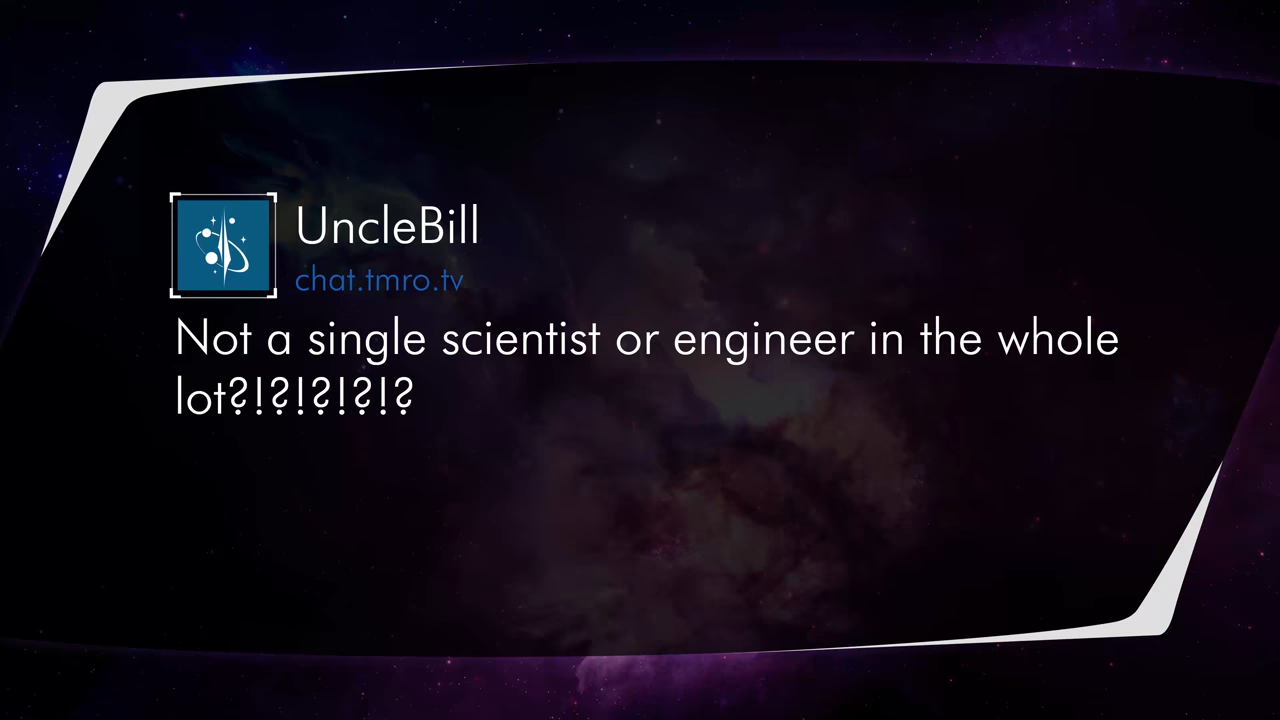 UncleBill
chat.tmro.tv
Not a single scientist or engineer in the whole
lot?!?!?!?!?